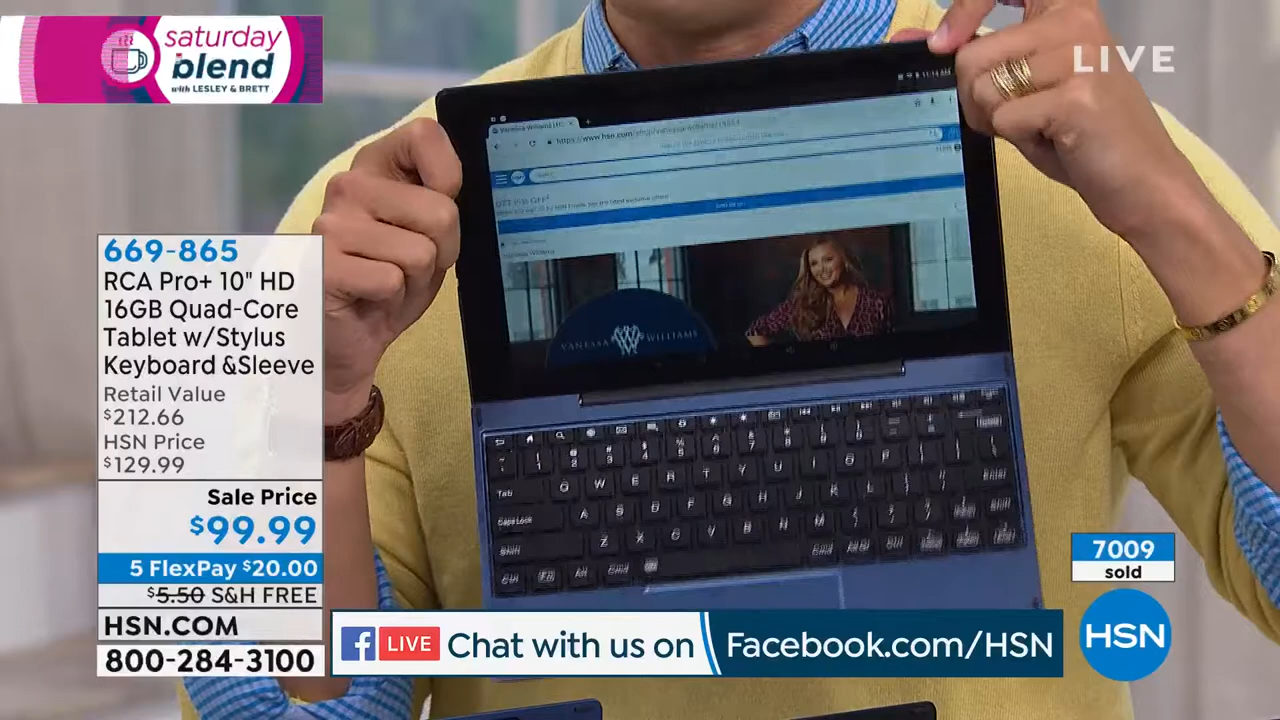 saturday
blend
with LESLEY & BRETT
LIVE
669-865
RCA Pro+ 10" HD
16GB Quad-Core
Tablet w/Stylus
Keyboard &Sleeve
Retail Value
$212.66
HSN Price
$129.99
Sale Price
$99.99
5 FlexPay $20.00
$5.50 S&H FREE
HSN.COM
800-284-3100
VANESSA WILLIAMS
Tab Q W E R T Y U I O P
A S D F G H J K L
Z X C V B N M
7009
sold
LIVE Chat with us on Facebook.com/HSN
HSN